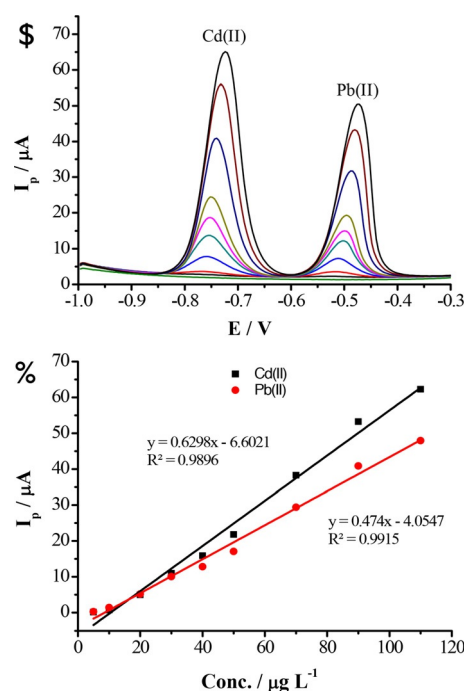 $
Cd(II)
Pb(II)
70
60
50
40
30
20
10
0
I_p / μA
-1.0 -0.9 -0.8 -0.7 -0.6 -0.5 -0.4 -0.3
E / V
%
Cd(II)
Pb(II)
70
60
50
40
30
20
10
0
I_p / μA
y = 0.6298x - 6.6021
R² = 0.9896
y = 0.474x - 4.0547
R² = 0.9915
0 20 40 60 80 100 120
Conc. / μg L⁻¹